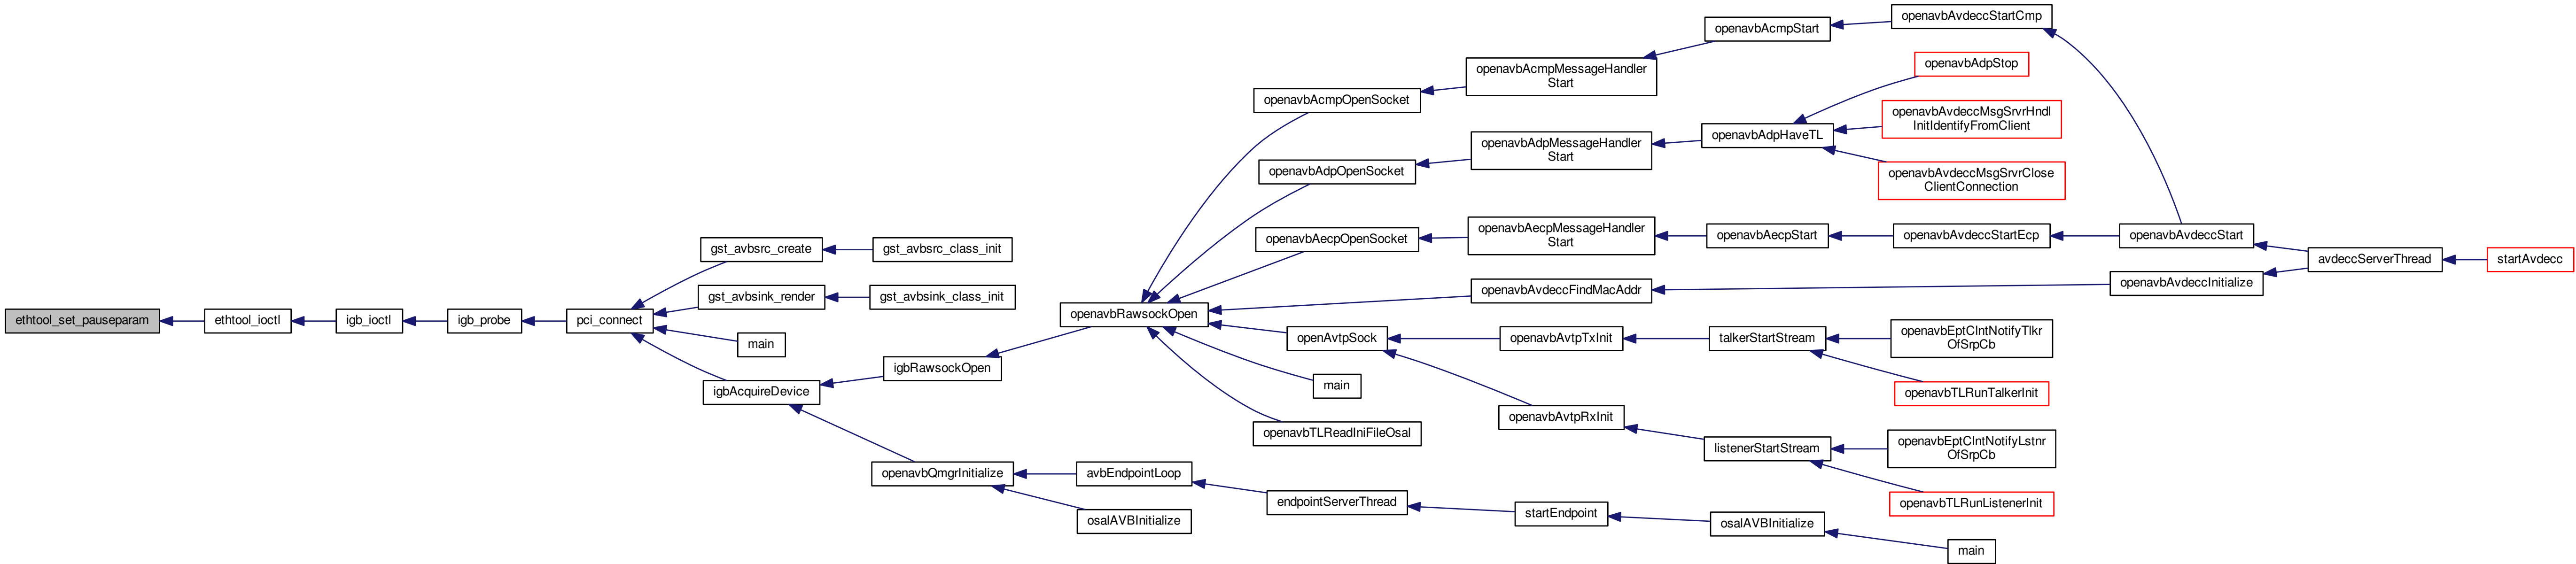 ethtool_set_pauseparam
ethtool_ioctl
igb_ioctl
igb_probe
pci_connect
gst_avbsrc_create
gst_avbsrc_class_init
gst_avbsink_render
gst_avbsink_class_init
main
igbAcquireDevice
igbRawsockOpen
openavbRawsockOpen
openavbAcmpOpenSocket
openavbAcmpMessageHandler
Start
openavbAcmpStart
openavbAvdeccStartCmp
openavbAdpOpenSocket
openavbAdpMessageHandler
Start
openavbAdpHaveTL
openavbAdpStop
openavbAvdeccMsgSrvrHndl
InitIdentifyFromClient
openavbAvdeccMsgSrvrClose
ClientConnection
openavbAecpOpenSocket
openavbAecpMessageHandler
Start
openavbAecpStart
openavbAvdeccStartEcp
openavbAvdeccStart
avdeccServerThread
startAvdecc
openavbAvdeccFindMacAddr
openavbAvdeccInitialize
openAvtpSock
openavbAvtpTxInit
talkerStartStream
openavbEptClntNotifyTlkr
OfSrpCb
openavbTLRunTalkerInit
main
openavbAvtpRxInit
listenerStartStream
openavbEptClntNotifyLstnr
OfSrpCb
openavbTLRunListenerInit
openavbTLReadIniFileOsal
openavbQmgrInitialize
avbEndpointLoop
endpointServerThread
startEndpoint
osalAVBInitialize
main
osalAVBInitialize